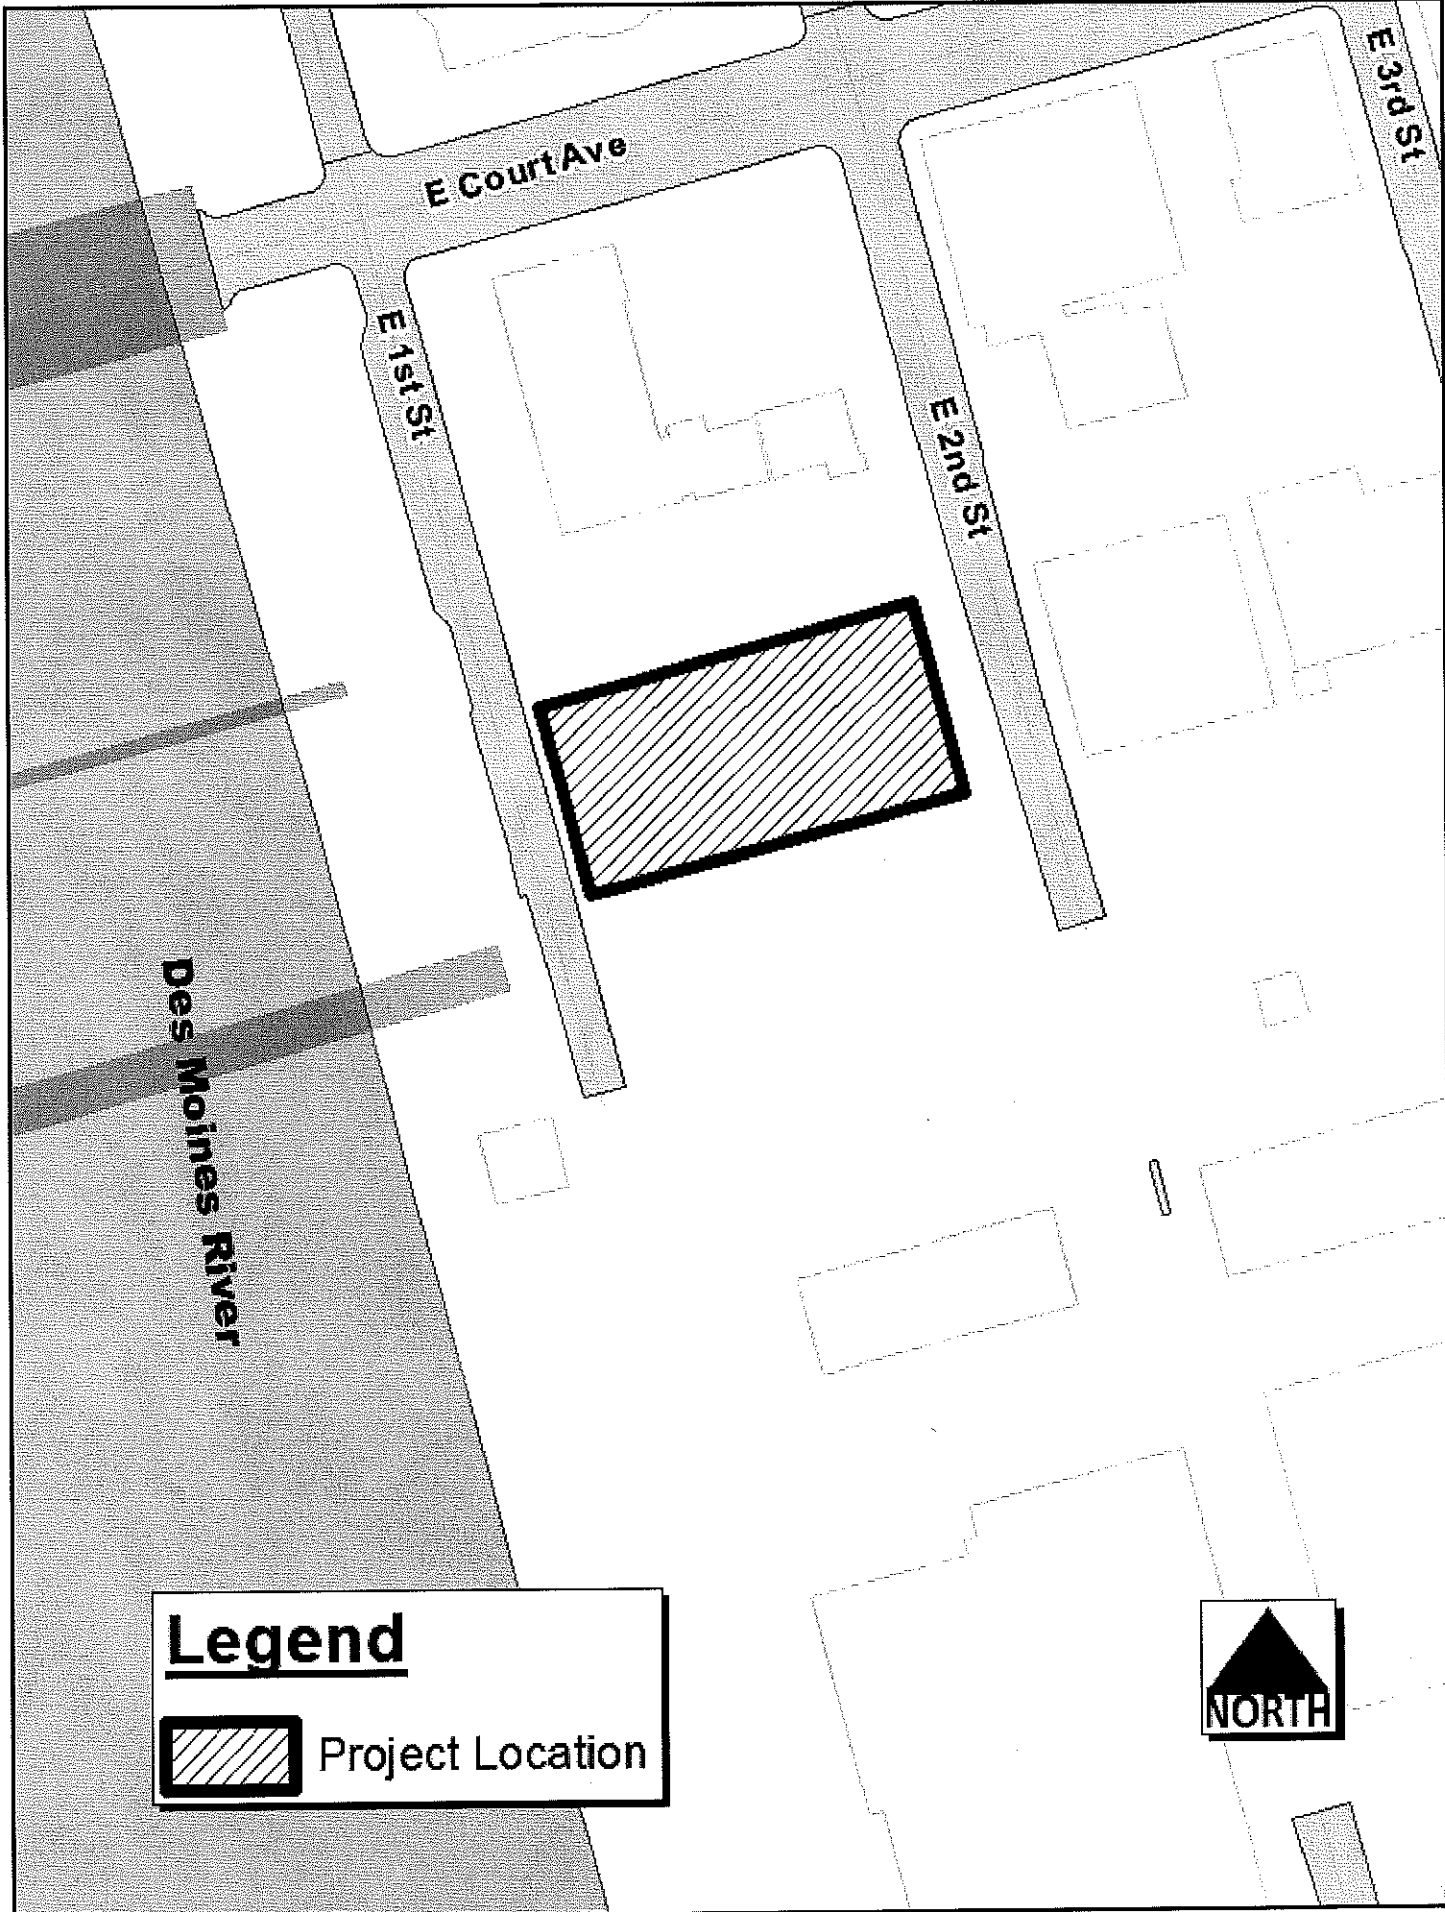 E 3rd St
E Court Ave
E 1st St
E 2nd St
Des Moines River
Legend
Project Location
NORTH